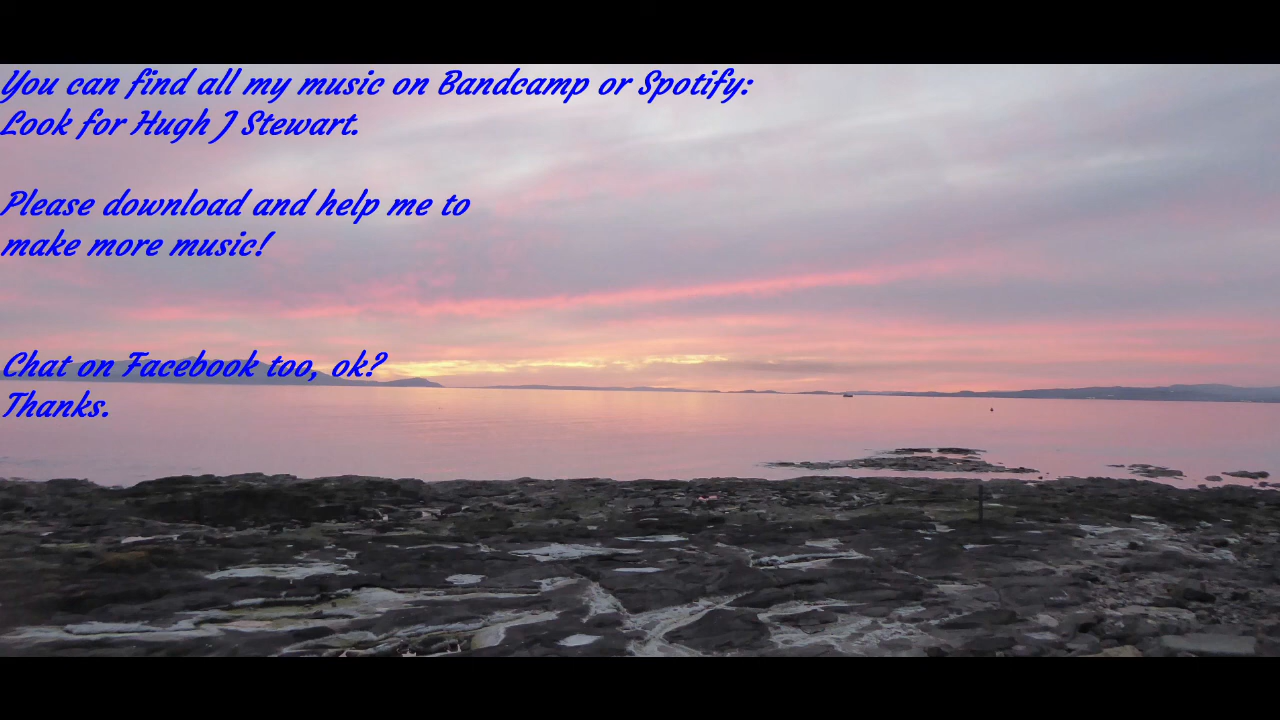 You can find all my music on Bandcamp or Spotify:
Look for Hugh J Stewart.
Please download and help me to
make more music!
Chat on Facebook too, ok?
Thanks.